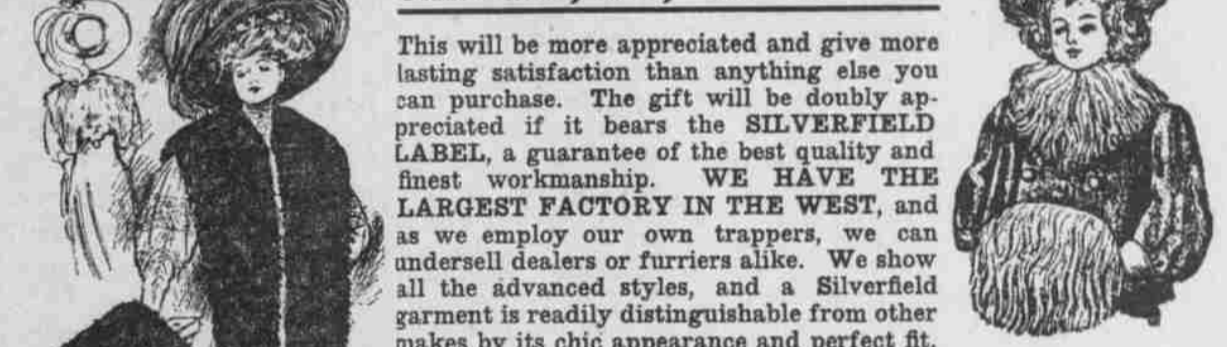 This will be more appreciated and give more
lasting satisfaction than anything else you
can purchase. The gift will be doubly ap-
preciated if it bears the SILVERFIELD
LABEL, a guarantee of the best quality and
finest workmanship. WE HAVE THE
LARGEST FACTORY IN THE WEST, and
as we employ our own trappers, we can
undersell dealers or furriers alike. We show
all the advanced styles, and a Silverfield
garment is readily distinguishable from other
makes by its chic appearance and perfect fit.